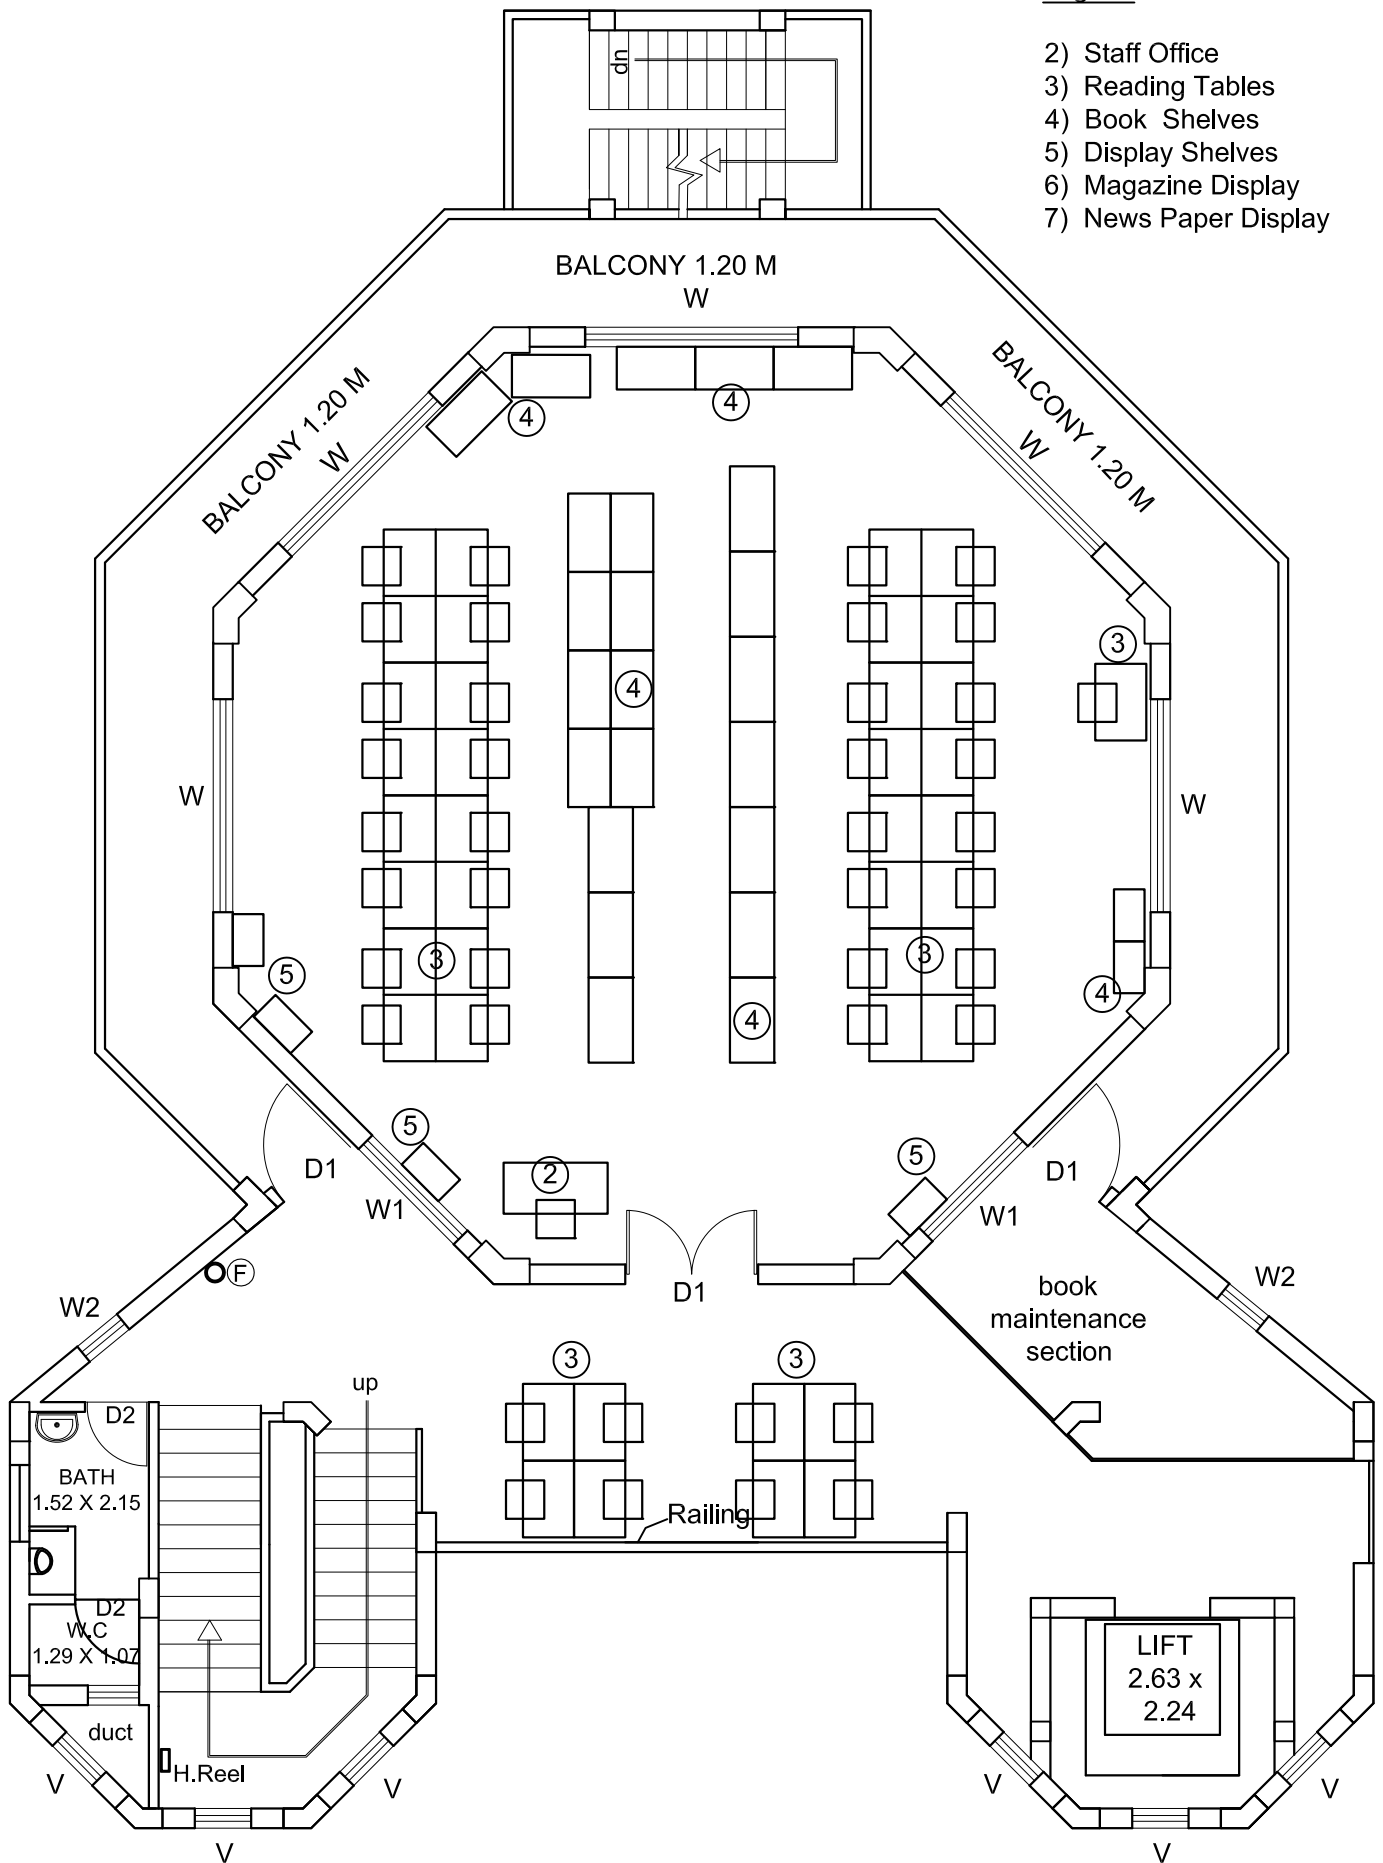 2) Staff Office
3) Reading Tables
4) Book Shelves
5) Display Shelves
6) Magazine Display
7) News Paper Display
dn
BALCONY 1.20 M
W
BALCONY 1.20 M
W
BALCONY 1.20 M
W
4
4
3
4
W
W
5
3
3
4
4
5
5
2
D1
D1
W1
W1
F
D1
W2
W2
book
maintenance
section
3
3
up
D2
BATH
1.52 X 2.15
Railing
D2
W.C
1.29 X 1.07
LIFT
2.63 x
2.24
duct
H.Reel
V
V
V
V
V
V